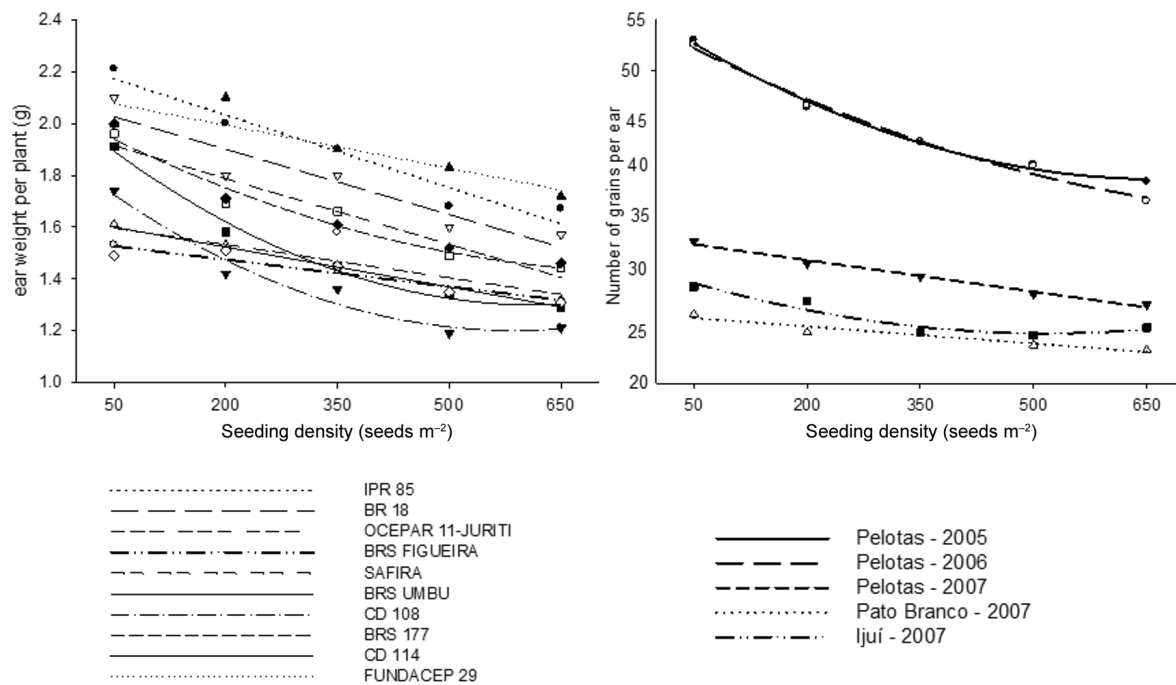 ear weight per plant (g)
2.4
2.2
2.0
1.8
1.6
1.4
1.2
1.0
50
200
350
500
650
Seeding density (seeds m⁻²)
Number of grains per ear
55
50
45
40
35
30
25
20
50
200
350
500
650
Seeding density (seeds m⁻²)
IPR 85
BR 18
OCEPAR 11-JURITI
BRS FIGUEIRA
SAFIRA
BRS UMBU
CD 108
BRS 177
CD 114
FUNDACEP 29
Pelotas - 2005
Pelotas - 2006
Pelotas - 2007
Pato Branco - 2007
Ijuí - 2007